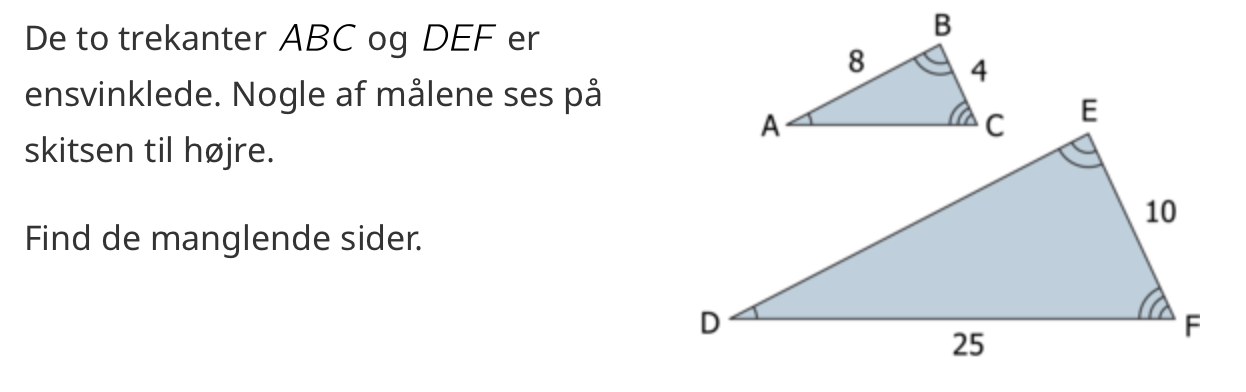 De to trekanter ABC og DEF er
ensvinklede. Nogle af målene ses på
skitsen til højre.
Find de manglende sider.
B
8
4
A
C
E
10
D
F
25